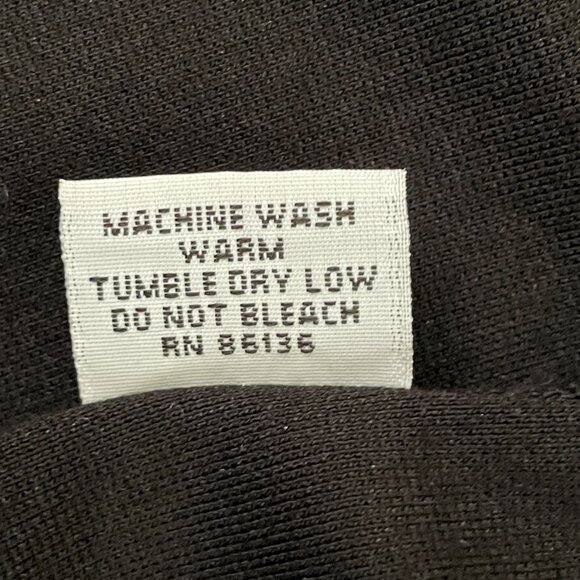 MACHINE WASH
WARM
TUMBLE DRY LOW
DO NOT BLEACH
RN 86136